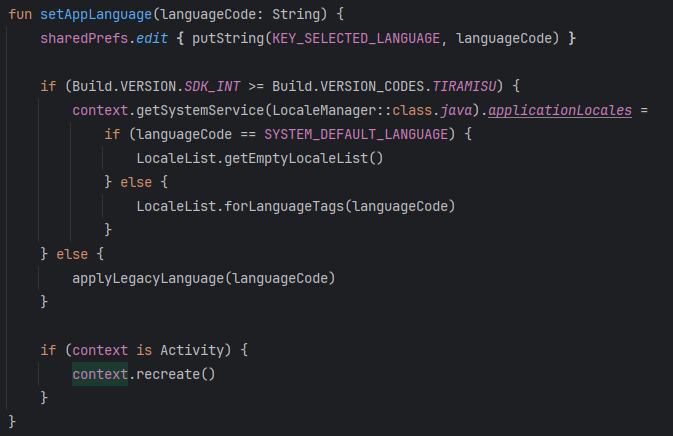 fun setAppLanguage(languageCode: String) {
    sharedPrefs.edit { putString(KEY_SELECTED_LANGUAGE, languageCode) }

    if (Build.VERSION.SDK_INT >= Build.VERSION_CODES.TIRAMISU) {
        context.getSystemService(LocaleManager::class.java).applicationLocales =
            if (languageCode == SYSTEM_DEFAULT_LANGUAGE) {
                LocaleList.getEmptyLocaleList()
            } else {
                LocaleList.forLanguageTags(languageCode)
            }
    } else {
        applyLegacyLanguage(languageCode)
    }

    if (context is Activity) {
        context.recreate()
    }
}